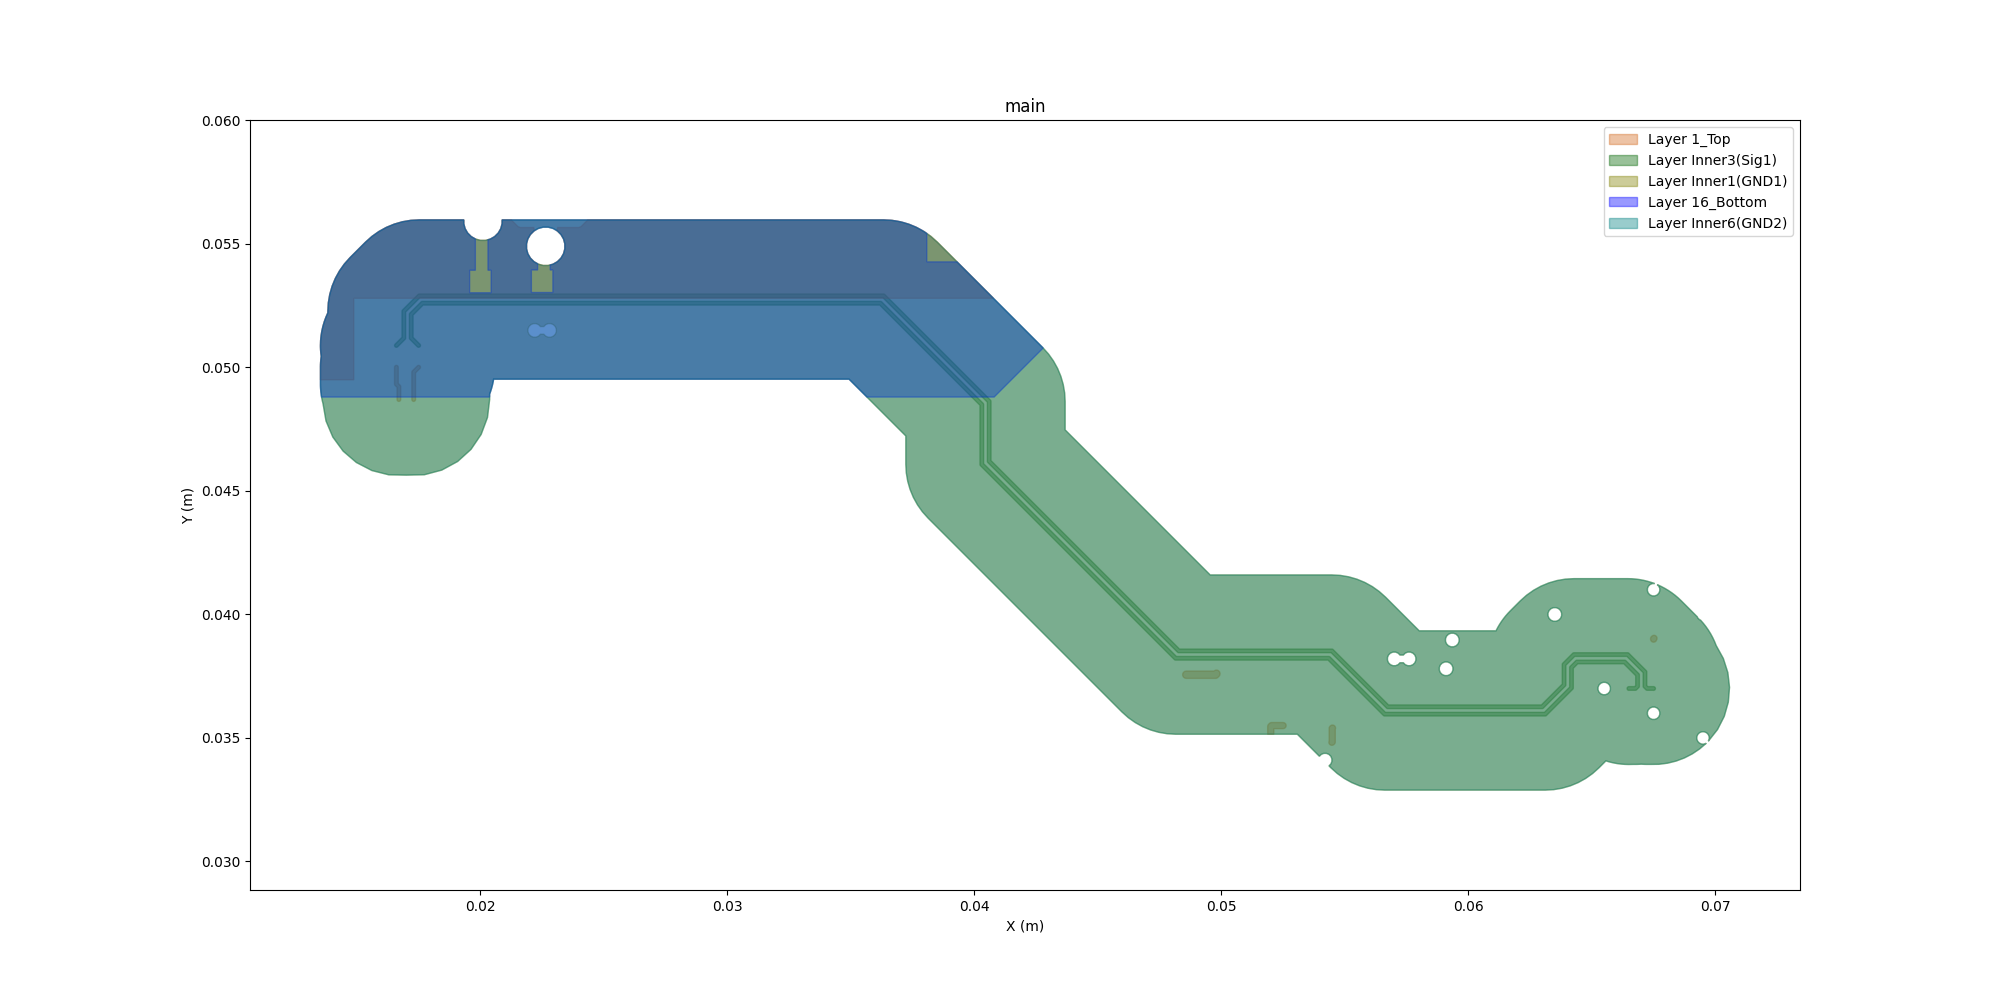 main
Layer 1_Top
Layer Inner3(Sig1)
Layer Inner1(GND1)
Layer 16_Bottom
Layer Inner6(GND2)
0.060
0.055
0.050
0.045
0.040
0.035
0.030
Y (m)
0.02 0.03 0.04 0.05 0.06 0.07
X (m)